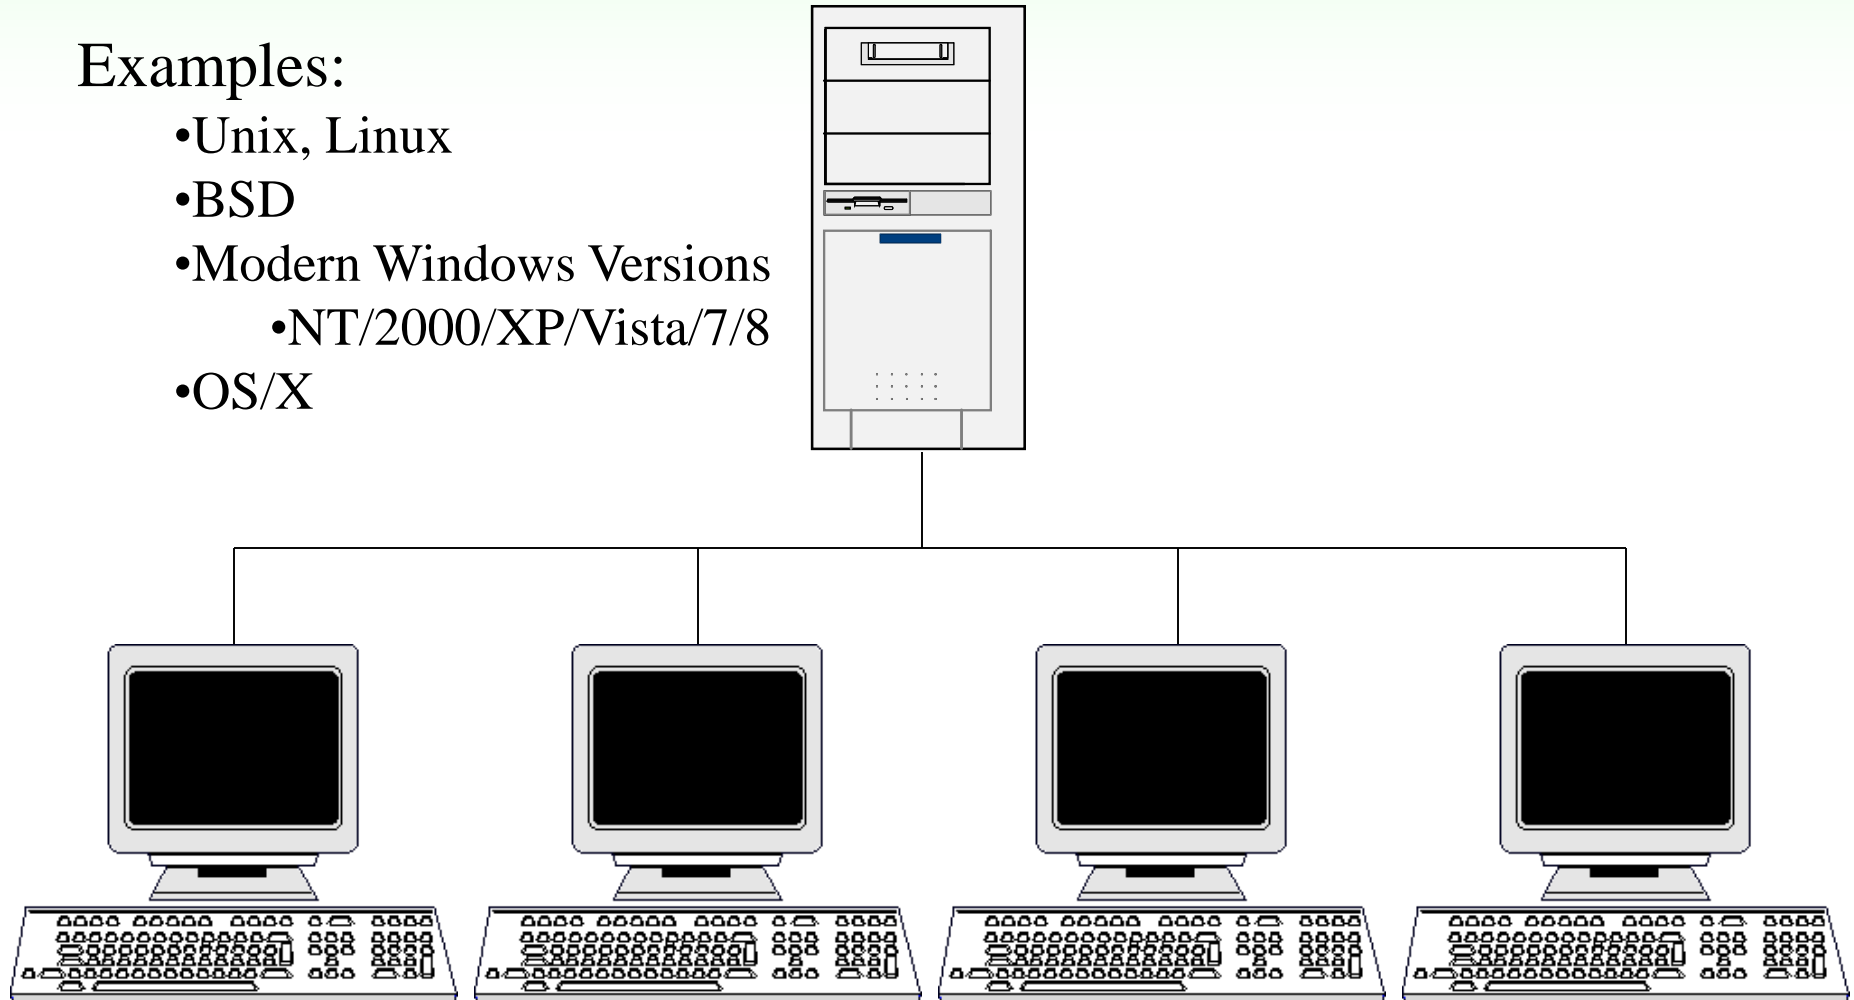 Examples:
•Unix, Linux
•BSD
•Modern Windows Versions
•NT/2000/XP/Vista/7/8
•OS/X